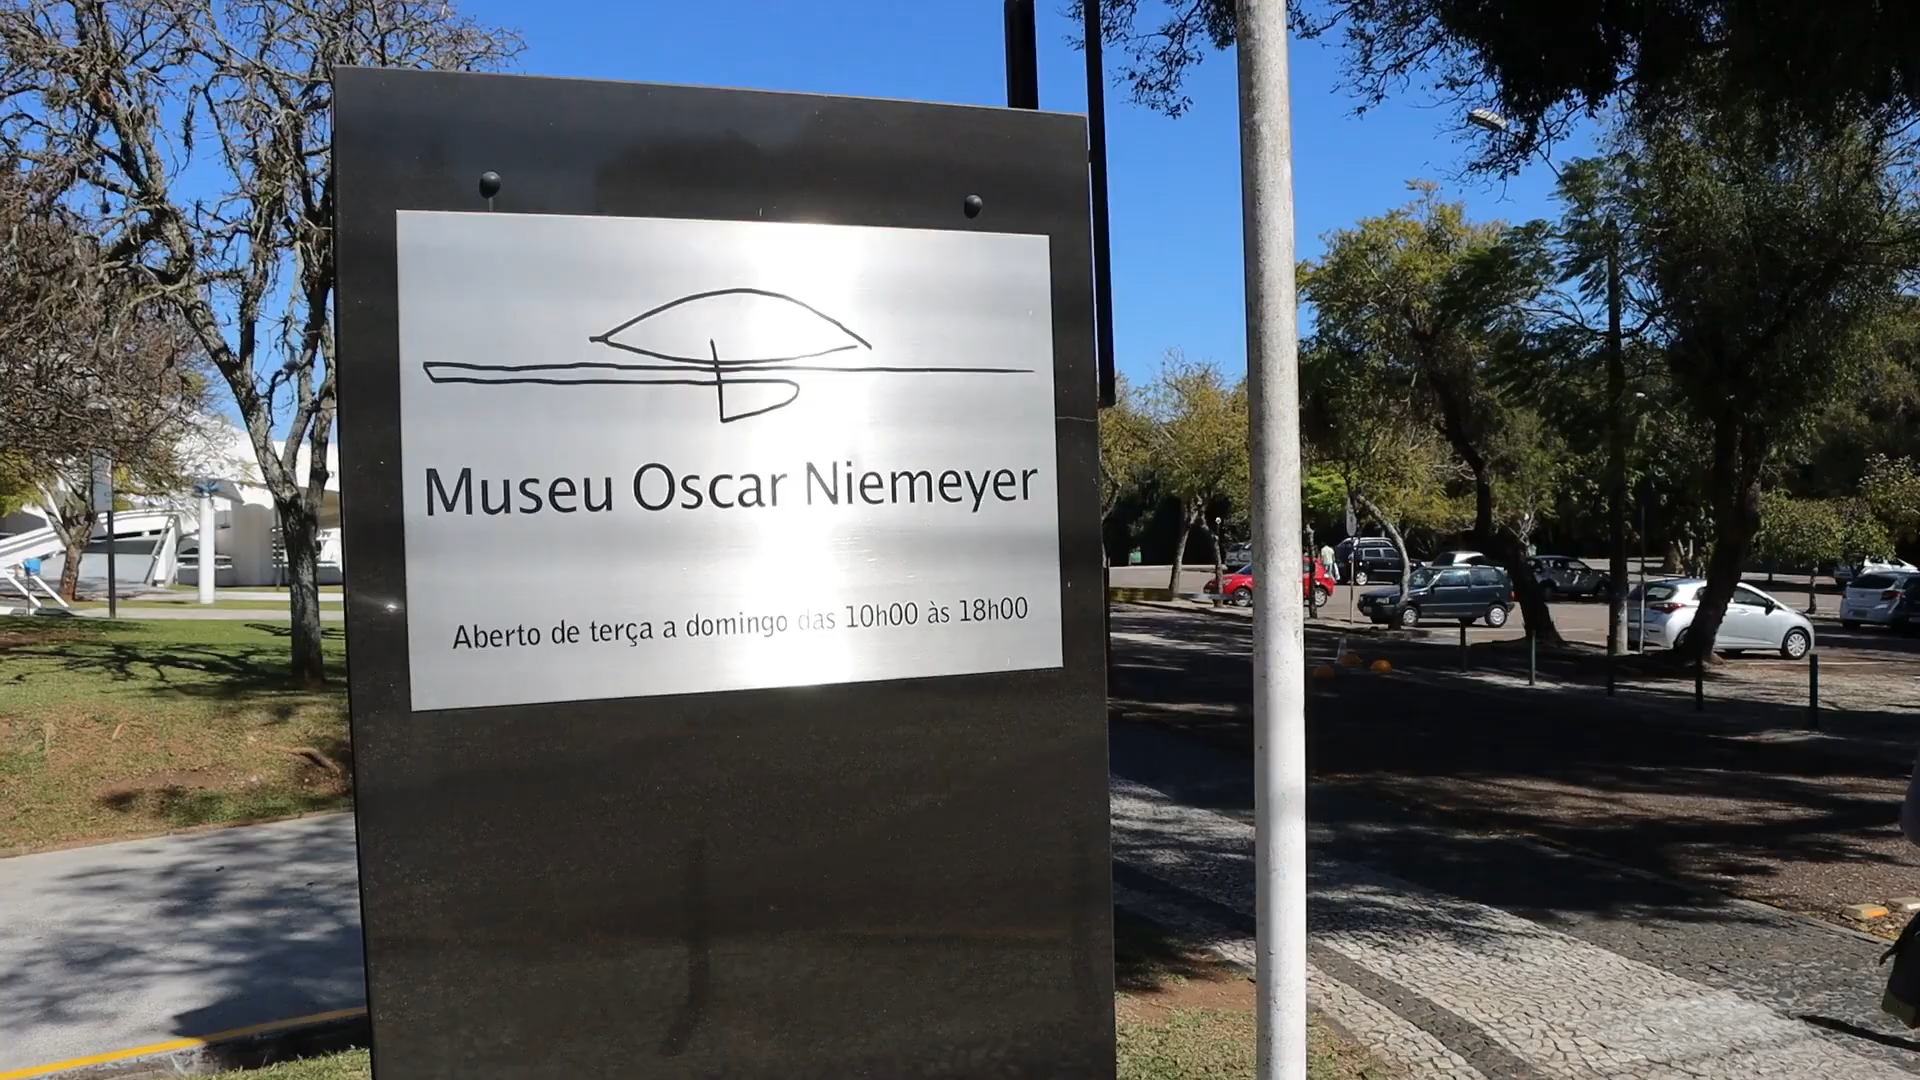 Museu Oscar Niemeyer
Aberto de terça a domingo das 10h00 às 18h00